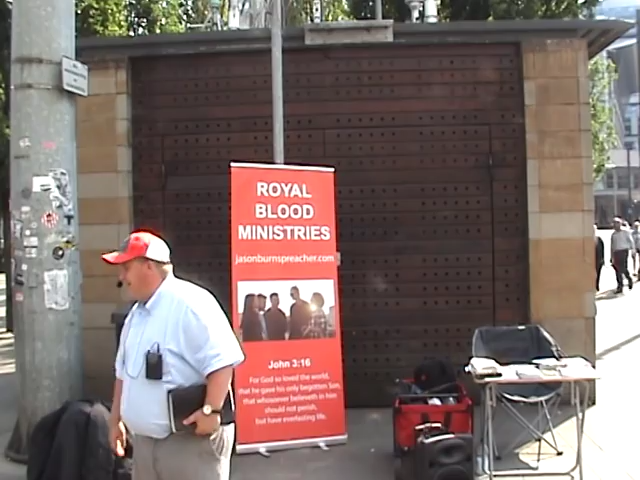 ROYAL
BLOOD
MINISTRIES
jasonburnspreacher.com
John 3:16
For God so loved the world,
that he gave his only begotten Son,
that whosoever believeth in him
should not perish,
but have everlasting life.